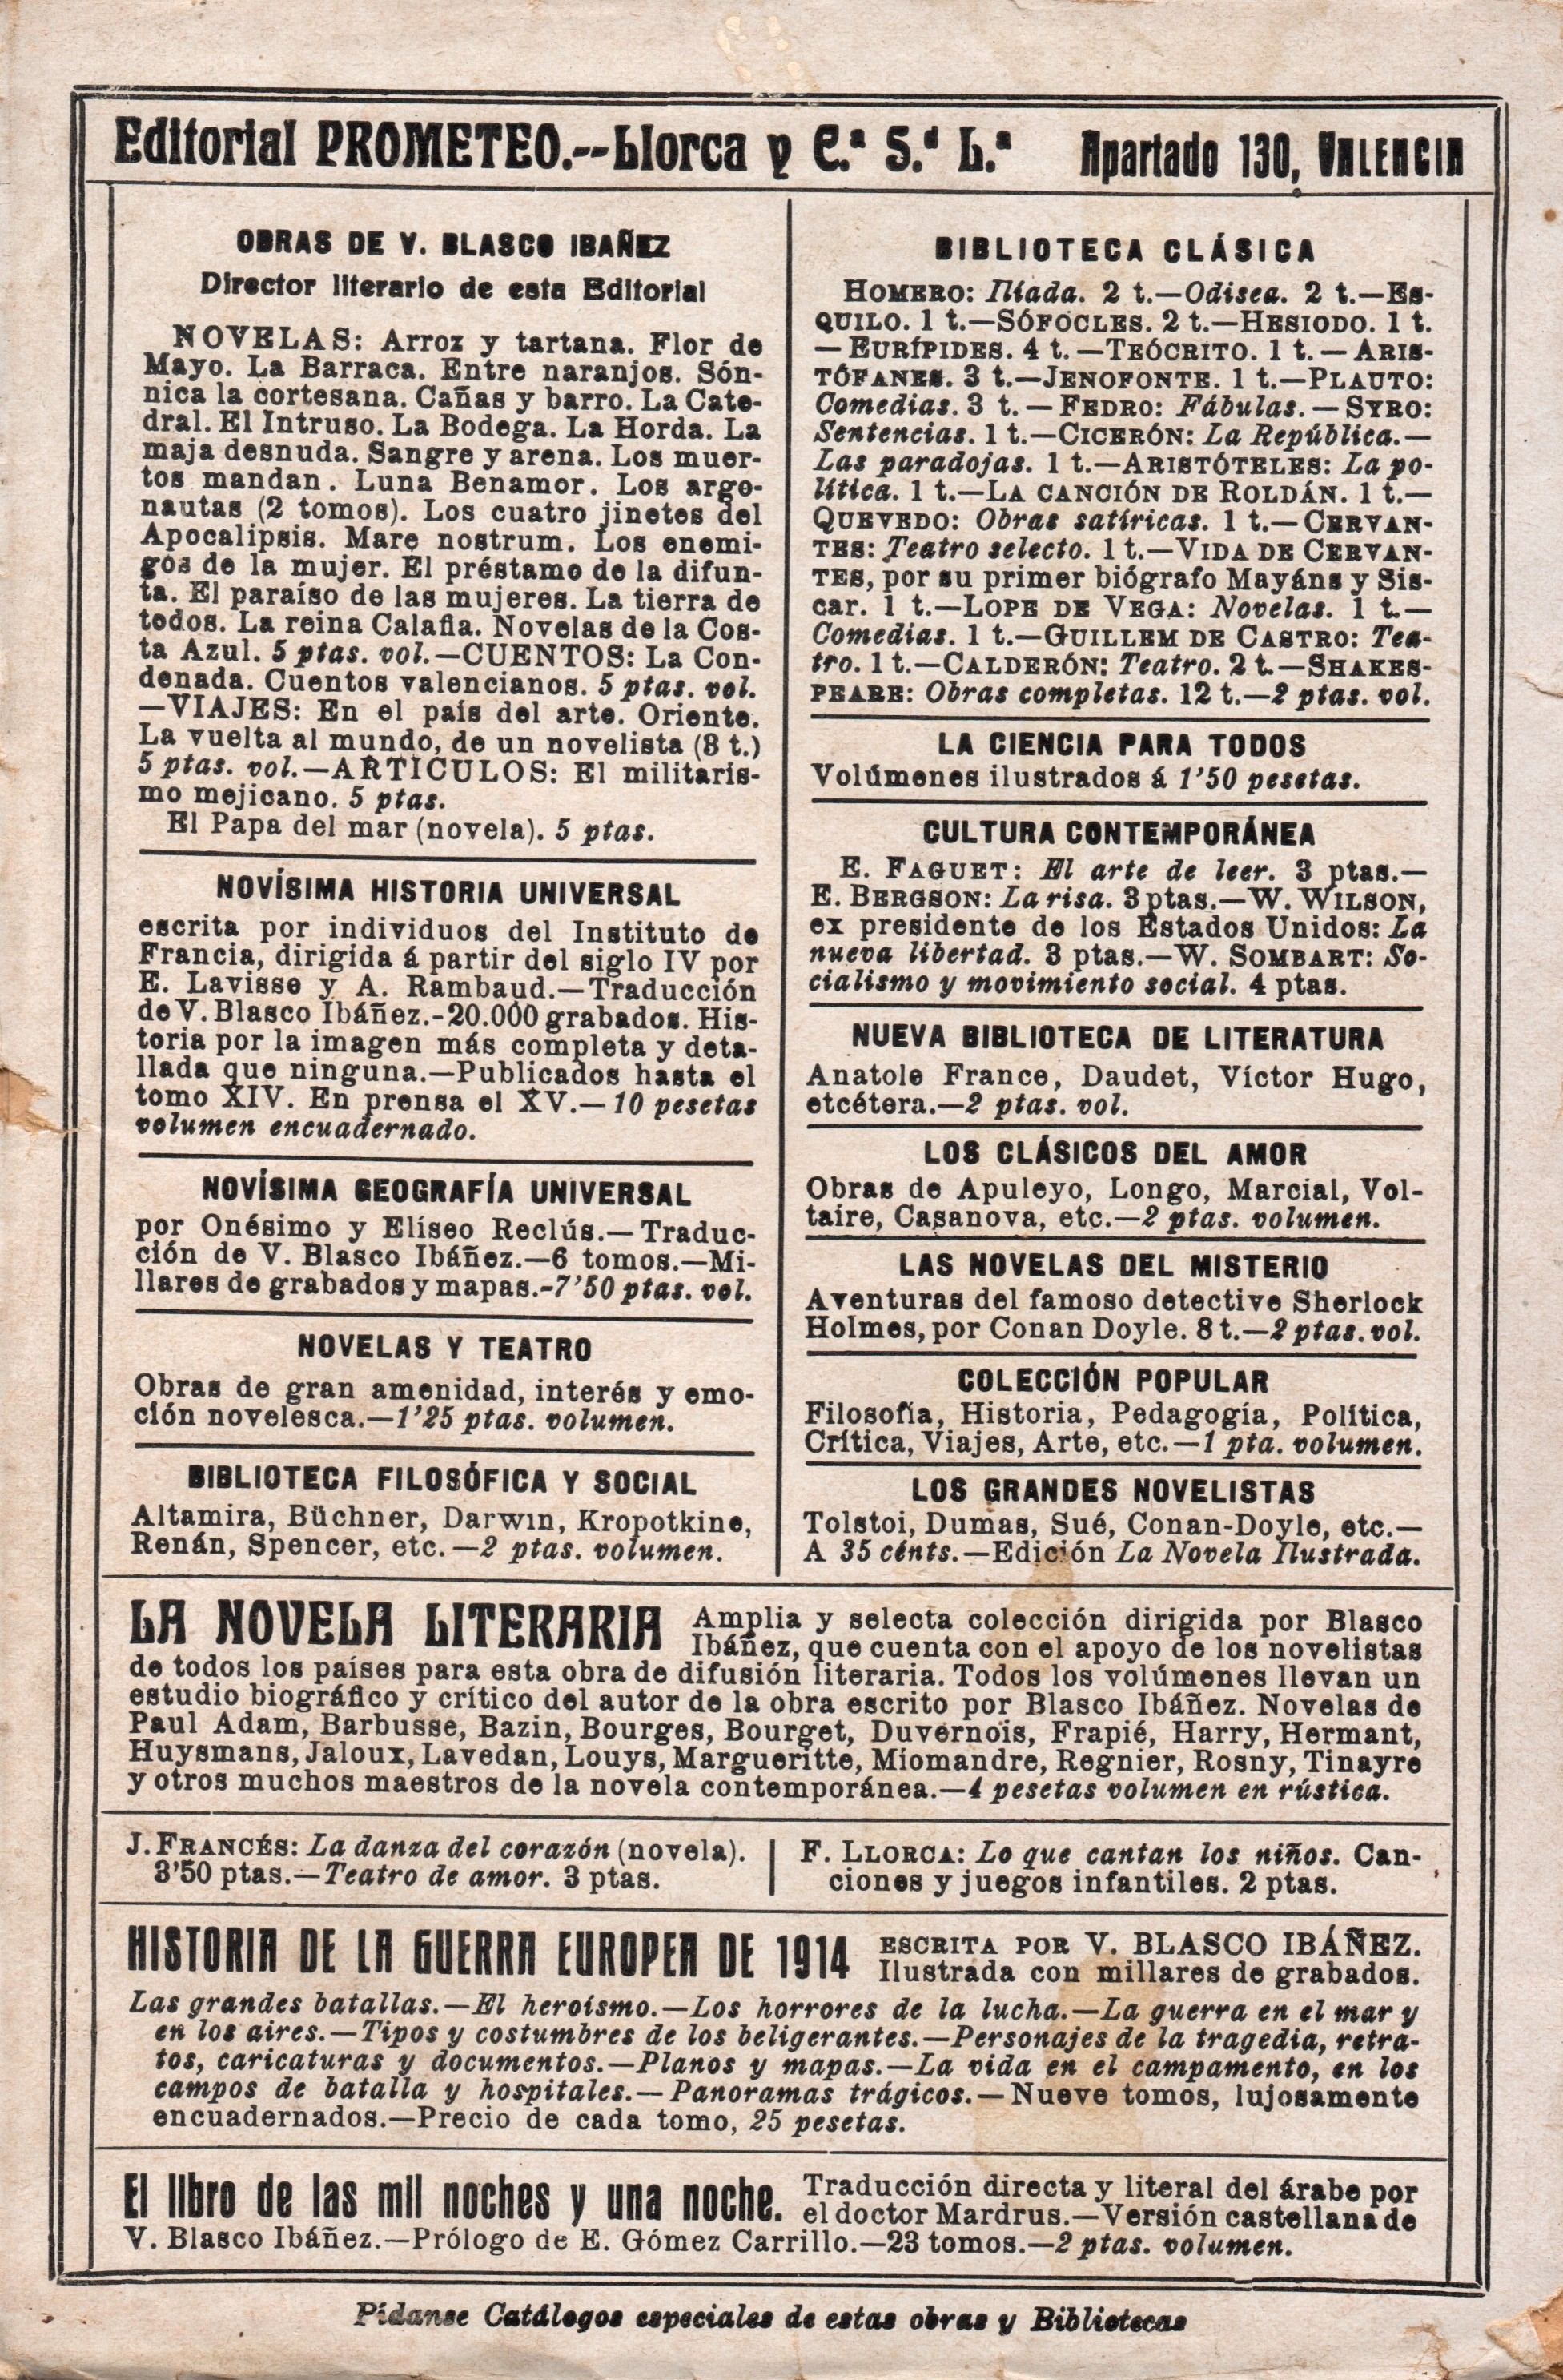 Editorial PROMETEO.--Llorca y C.ª S.ª L.ª Apartado 130, VALENCIA
OBRAS DE V. BLASCO IBAÑEZ
Director literario de esta Editorial
NOVELAS: Arroz y tartana. Flor de
Mayo. La Barraca. Entre naranjos. Són-
nica la cortesana. Cañas y barro. La Cate-
dral. El Intruso. La Bodega. La Horda. La
maja desnuda. Sangre y arena. Los muer-
tos mandan. Luna Benamor. Los argo-
nautas (2 tomos). Los cuatro jinetes del
Apocalipsis. Mare nostrum. Los enemi-
gos de la mujer. El préstamo de la difun-
ta. El paraíso de las mujeres. La tierra de
todos. La reina Calafia. Novelas de la Cos-
ta Azul. 5 ptas. vol.—CUENTOS: La Con-
denada. Cuentos valencianos. 5 ptas. vol.
—VIAJES: En el país del arte. Oriente.
La vuelta al mundo, de un novelista (3 t.)
5 ptas. vol.—ARTICULOS: El militaris-
mo mejicano. 5 ptas.
El Papa del mar (novela). 5 ptas.
NOVÍSIMA HISTORIA UNIVERSAL
escrita por individuos del Instituto de
Francia, dirigida á partir del siglo IV por
E. Lavisse y A. Rambaud.—Traducción
de V. Blasco Ibáñez.-20.000 grabados. His-
toria por la imagen más completa y deta-
llada que ninguna.—Publicados hasta el
tomo XIV. En prensa el XV.—10 pesetas
volumen encuadernado.
NOVÍSIMA GEOGRAFÍA UNIVERSAL
por Onésimo y Elíseo Reclús.—Traduc-
ción de V. Blasco Ibáñez.—6 tomos.—Mi-
llares de grabados y mapas.-7'50 ptas. vol.
NOVELAS Y TEATRO
Obras de gran amenidad, interés y emo-
ción novelesca.—1'25 ptas. volumen.
BIBLIOTECA FILOSÓFICA Y SOCIAL
Altamira, Büchner, Darwin, Kropotkine,
Renán, Spencer, etc.—2 ptas. volumen.
BIBLIOTECA CLÁSICA
HOMERO: Ilíada. 2 t.—Odisea. 2 t.—ES-
QUILO. 1 t.—SÓFOCLES. 2 t.—HESIODO. 1 t.
—EURÍPIDES. 4 t.—TEÓCRITO. 1 t.—ARIS-
TÓFANES. 3 t.—JENOFONTE. 1 t.—PLAUTO:
Comedias. 3 t.—FEDRO: Fábulas.—SYRO:
Sentencias. 1 t.—CICERÓN: La República.—
Las paradojas. 1 t.—ARISTÓTELES: La po-
lítica. 1 t.—LA CANCIÓN DE ROLDÁN. 1 t.—
QUEVEDO: Obras satíricas. 1 t.—CERVAN-
TES: Teatro selecto. 1 t.—VIDA DE CERVAN-
TES, por su primer biógrafo Mayáns y Sis-
car. 1 t.—LOPE DE VEGA: Novelas. 1 t.—
Comedias. 1 t.—GUILLEM DE CASTRO: Tea-
tro. 1 t.—CALDERÓN: Teatro. 2 t.—SHAKES-
PEARE: Obras completas. 12 t.—2 ptas. vol.
LA CIENCIA PARA TODOS
Volúmenes ilustrados á 1'50 pesetas.
CULTURA CONTEMPORÁNEA
E. FAGUET: El arte de leer. 3 ptas.—
E. BERGSON: La risa. 3 ptas.—W. WILSON,
ex presidente de los Estados Unidos: La
nueva libertad. 3 ptas.—W. SOMBART: So-
cialismo y movimiento social. 4 ptas.
NUEVA BIBLIOTECA DE LITERATURA
Anatole France, Daudet, Víctor Hugo,
etcétera.—2 ptas. vol.
LOS CLÁSICOS DEL AMOR
Obras de Apuleyo, Longo, Marcial, Vol-
taire, Casanova, etc.—2 ptas. volumen.
LAS NOVELAS DEL MISTERIO
Aventuras del famoso detective Sherlock
Holmes, por Conan Doyle. 8 t.—2 ptas. vol.
COLECCIÓN POPULAR
Filosofía, Historia, Pedagogía, Política,
Crítica, Viajes, Arte, etc.—1 pta. volumen.
LOS GRANDES NOVELISTAS
Tolstoi, Dumas, Sué, Conan-Doyle, etc.—
A 35 cénts.—Edición La Novela Ilustrada.
LA NOVELA LITERARIA Amplia y selecta colección dirigida por Blasco
Ibáñez, que cuenta con el apoyo de los novelistas
de todos los países para esta obra de difusión literaria. Todos los volúmenes llevan un
estudio biográfico y crítico del autor de la obra escrito por Blasco Ibáñez. Novelas de
Paul Adam, Barbusse, Bazin, Bourges, Bourget, Duvernois, Frapié, Harry, Hermant,
Huysmans, Jaloux, Lavedan, Louys, Margueritte, Miomandre, Regnier, Rosny, Tinayre
y otros muchos maestros de la novela contemporánea.—4 pesetas volumen en rústica.
J. FRANCÉS: La danza del corazón (novela).
3'50 ptas.—Teatro de amor. 3 ptas.
F. LLORCA: Lo que cantan los niños. Can-
ciones y juegos infantiles. 2 ptas.
HISTORIA DE LA GUERRA EUROPEA DE 1914 ESCRITA POR V. BLASCO IBÁÑEZ.
Ilustrada con millares de grabados.
Las grandes batallas.—El heroísmo.—Los horrores de la lucha.—La guerra en el mar y
en los aires.—Tipos y costumbres de los beligerantes.—Personajes de la tragedia, retra-
tos, caricaturas y documentos.—Planos y mapas.—La vida en el campamento, en los
campos de batalla y hospitales.—Panoramas trágicos.—Nueve tomos, lujosamente
encuadernados.—Precio de cada tomo, 25 pesetas.
El libro de las mil noches y una noche. Traducción directa y literal del árabe por
el doctor Mardrus.—Versión castellana de
V. Blasco Ibáñez.—Prólogo de E. Gómez Carrillo.—23 tomos.—2 ptas. volumen.
Pídanse Catálogos especiales de estas obras y Bibliotecas